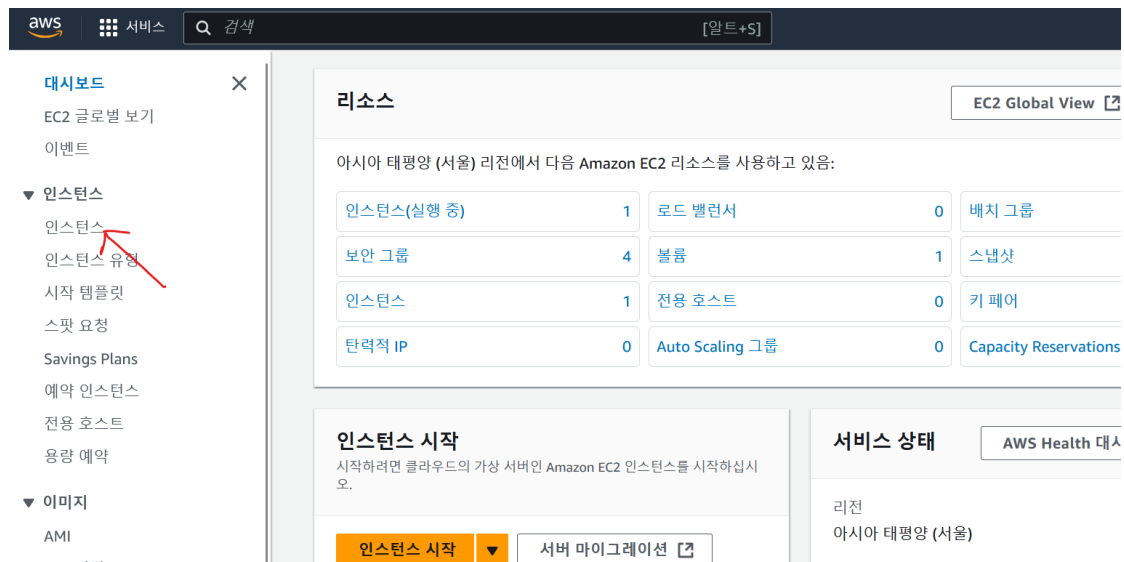 aws
서비스
검색
[알트+S]
대시보드
EC2 글로벌 보기
이벤트
인스턴스
인스턴스
인스턴스 유형
시작 템플릿
스팟 요청
Savings Plans
예약 인스턴스
전용 호스트
용량 예약
이미지
AMI
리소스
EC2 Global View
아시아 태평양 (서울) 리전에서 다음 Amazon EC2 리소스를 사용하고 있음:
인스턴스(실행 중) 1
로드 밸런서 0
배치 그룹
보안 그룹 4
볼륨 1
스냅샷
인스턴스 1
전용 호스트 0
키 페어
탄력적 IP 0
Auto Scaling 그룹 0
Capacity Reservations
인스턴스 시작
시작하려면 클라우드의 가상 서버인 Amazon EC2 인스턴스를 시작하십시
오.
인스턴스 시작
서버 마이그레이션
서비스 상태
AWS Health 대시
리전
아시아 태평양 (서울)